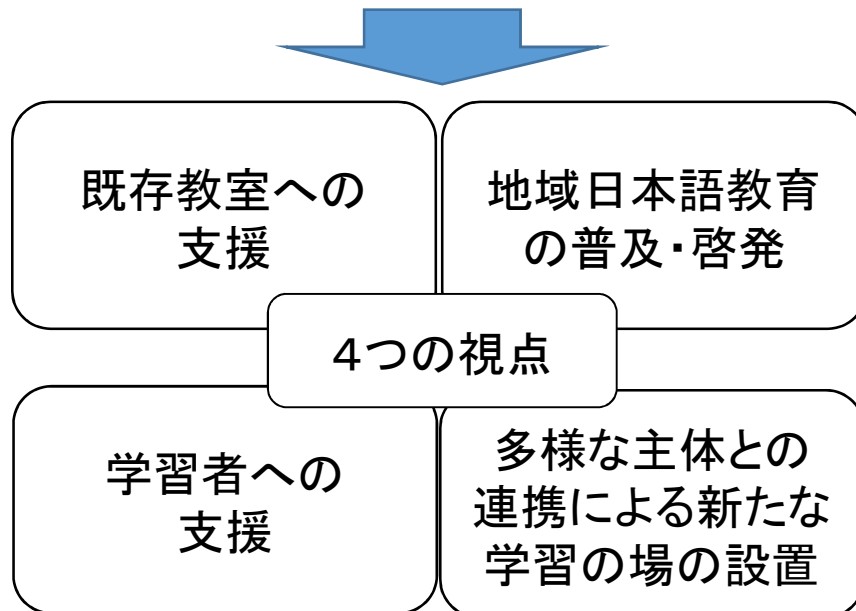 既存教室への
支援
地域日本語教育
の普及・啓発
４つの視点
学習者への
支援
多様な主体との
連携による新たな
学習の場の設置